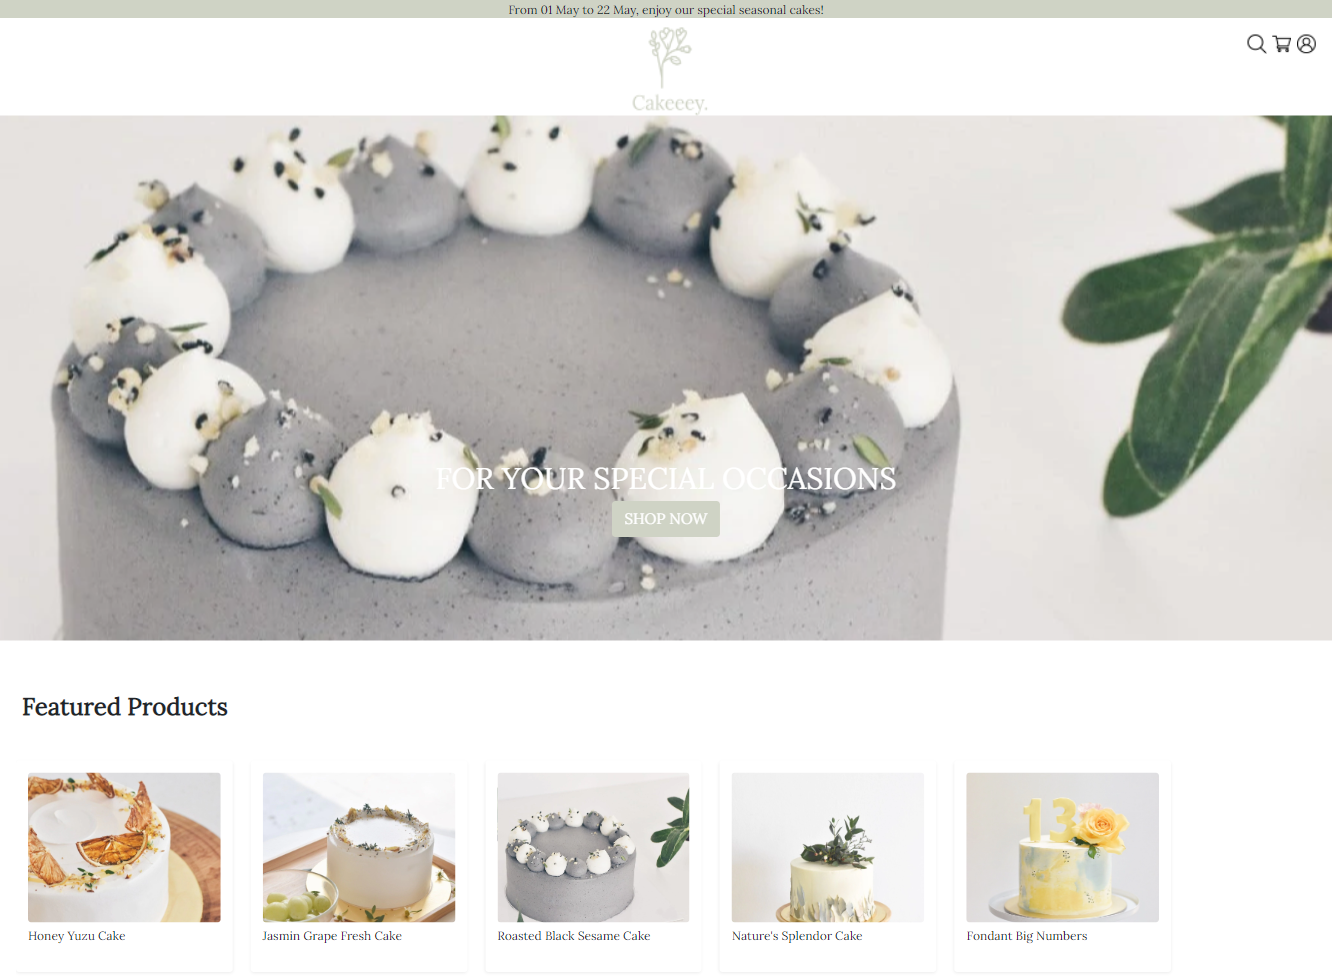 From 01 May to 22 May, enjoy our special seasonal cakes!
Cakeeey.
FOR YOUR SPECIAL OCCASIONS
SHOP NOW
Featured Products
Honey Yuzu Cake
Jasmin Grape Fresh Cake
Roasted Black Sesame Cake
Nature's Splendor Cake
13
Fondant Big Numbers